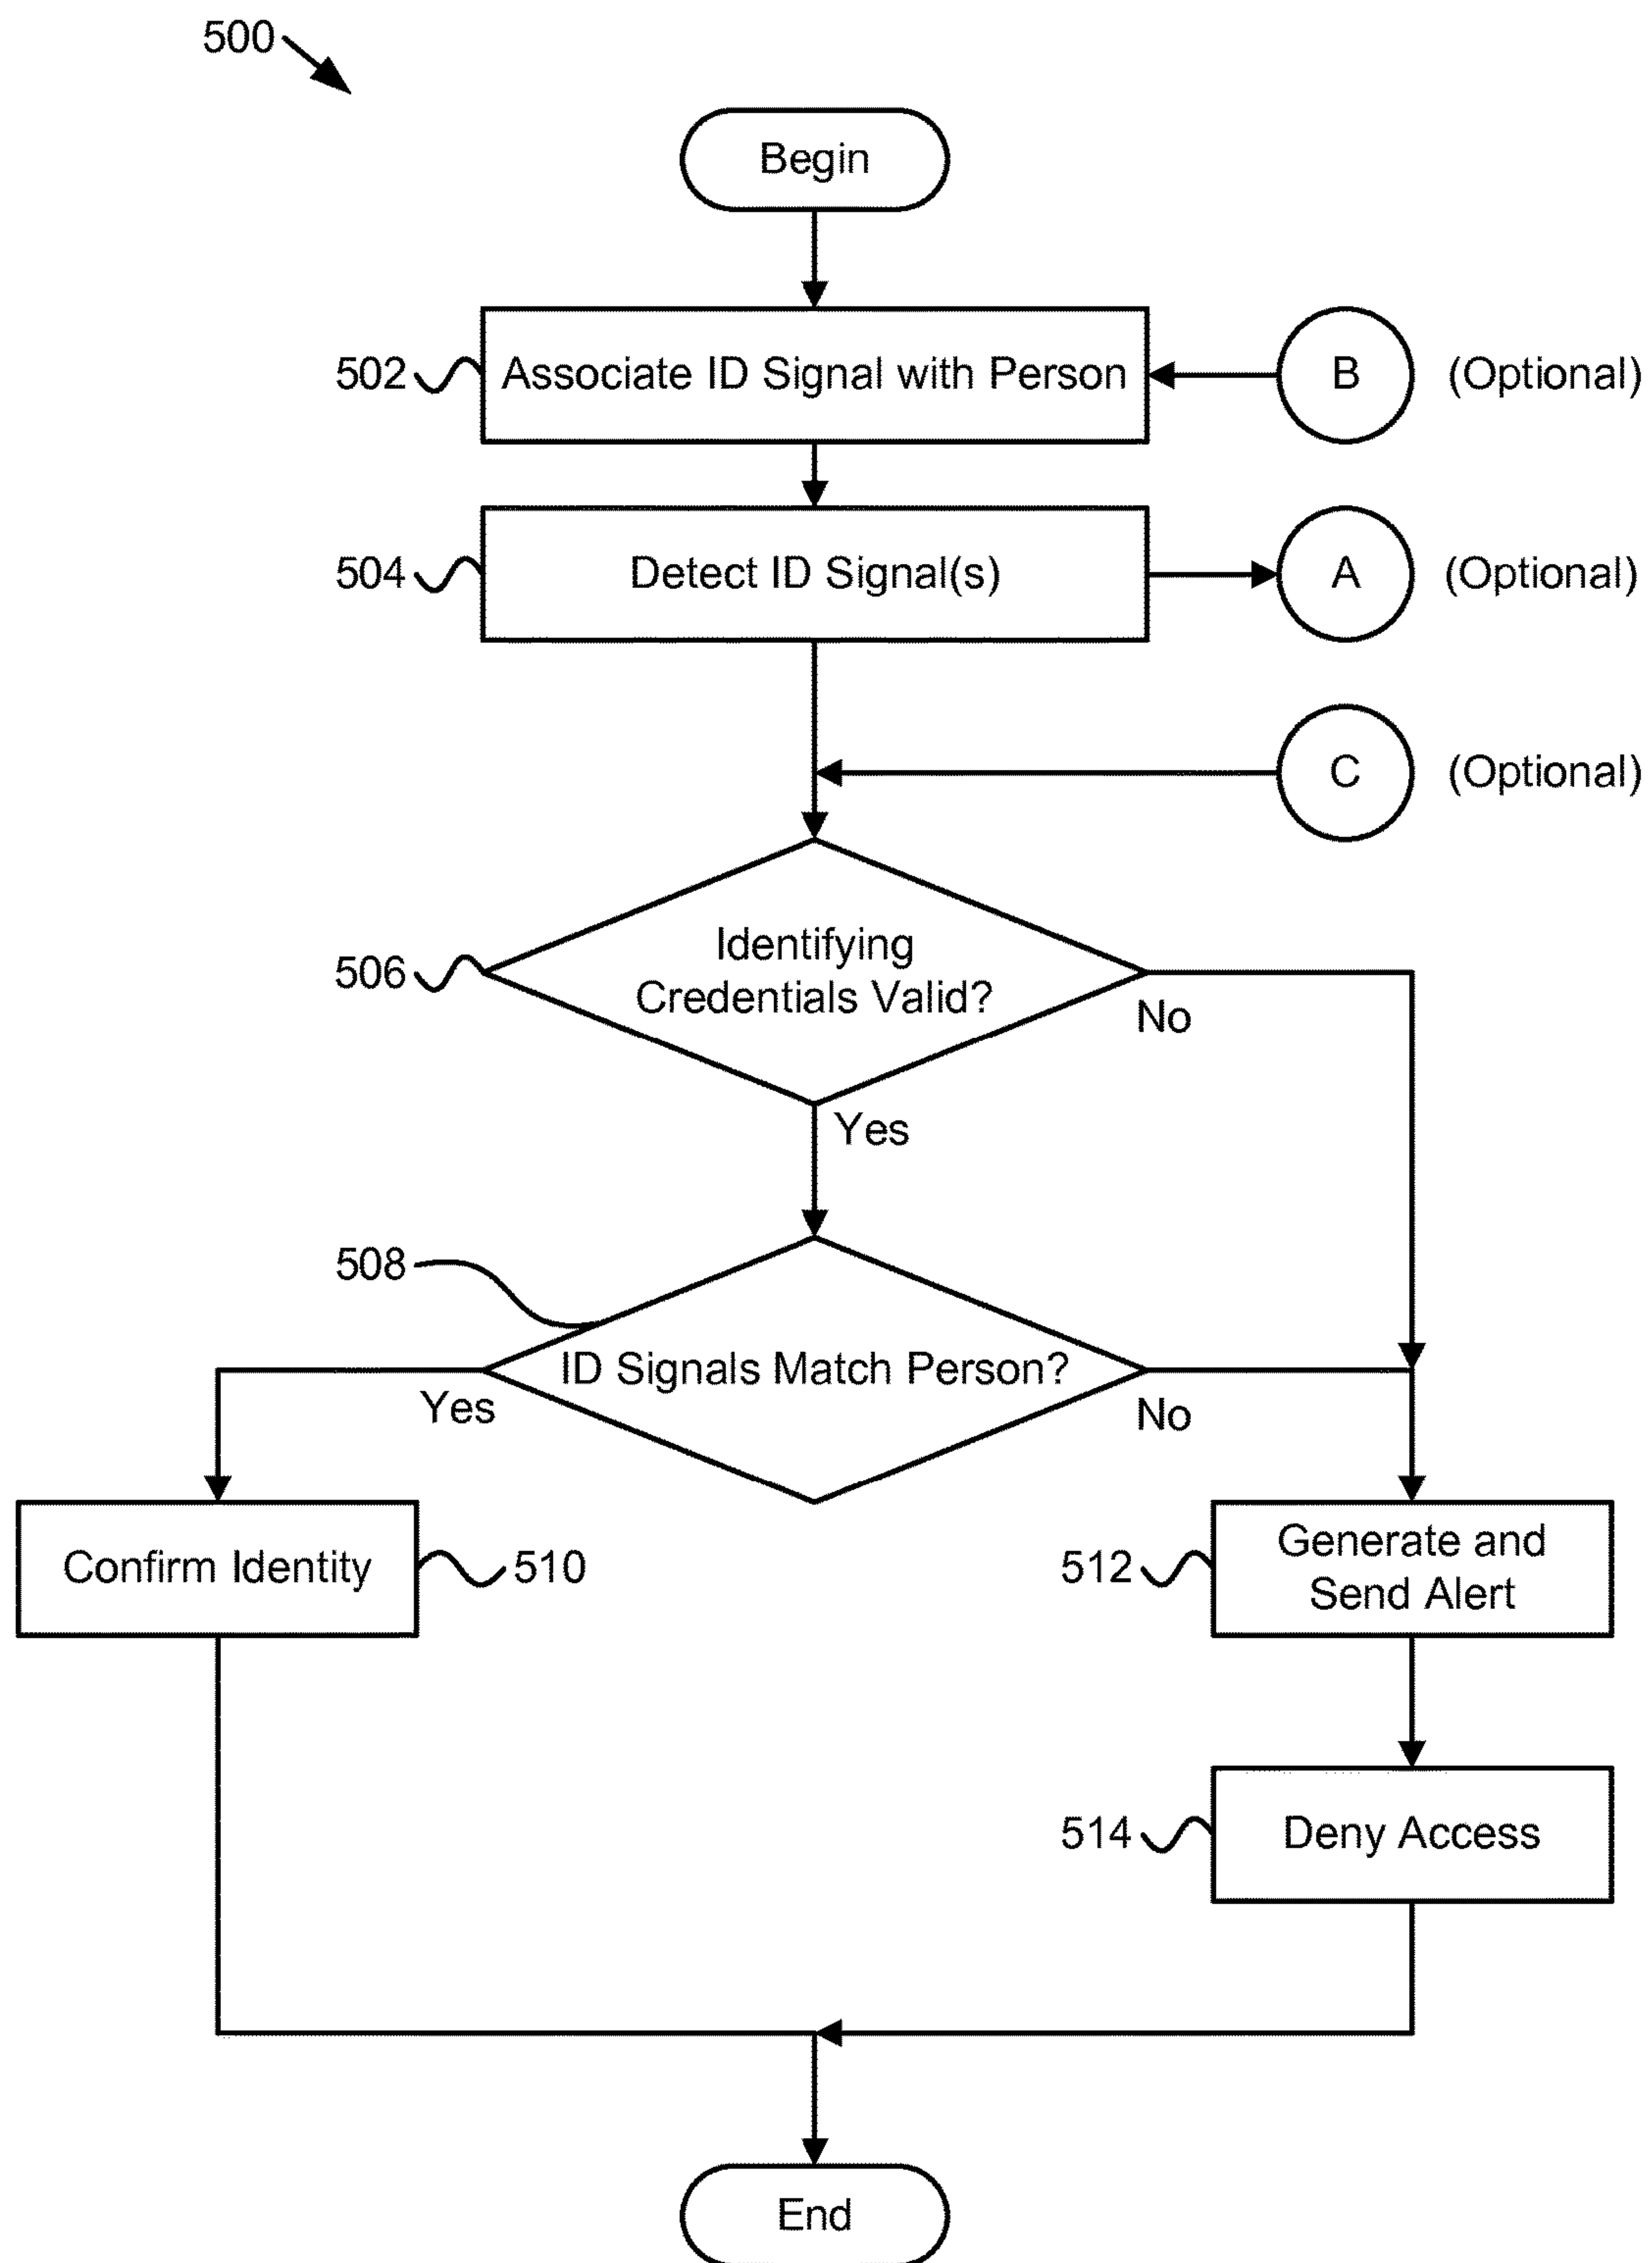 500
Begin
502
Associate ID Signal with Person
B
(Optional)
504
Detect ID Signal(s)
A
(Optional)
C
(Optional)
506
Identifying
Credentials Valid?
No
Yes
508
ID Signals Match Person?
Yes
No
Confirm Identity
510
512
Generate and
Send Alert
514
Deny Access
End